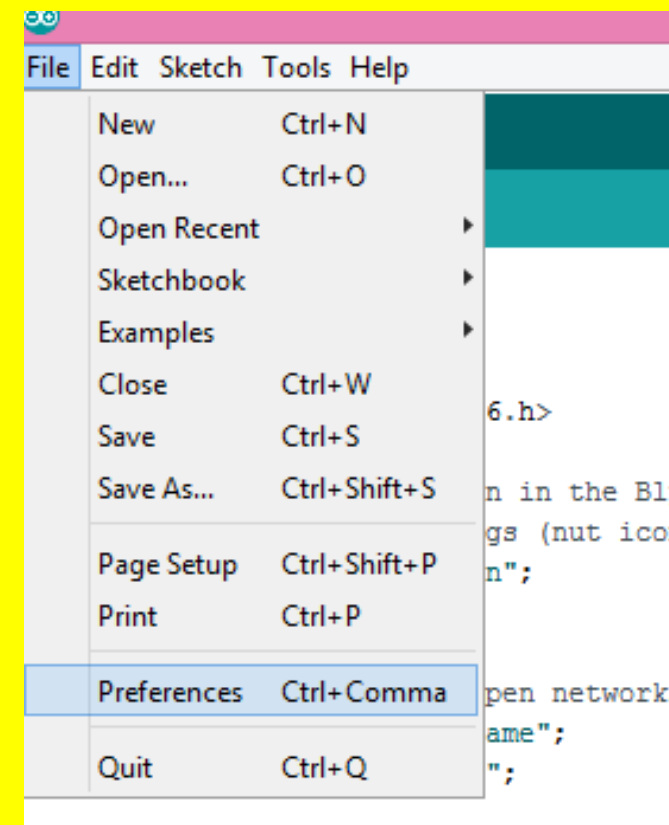 File Edit Sketch Tools Help
New Ctrl+N
Open... Ctrl+O
Open Recent
Sketchbook
Examples
Close Ctrl+W
6.h>
Save Ctrl+S
Save As... Ctrl+Shift+S
n in the Bl
gs (nut ico
Page Setup Ctrl+Shift+P
n";
Print Ctrl+P
Preferences Ctrl+Comma
pen network
ame";
Quit Ctrl+Q
";